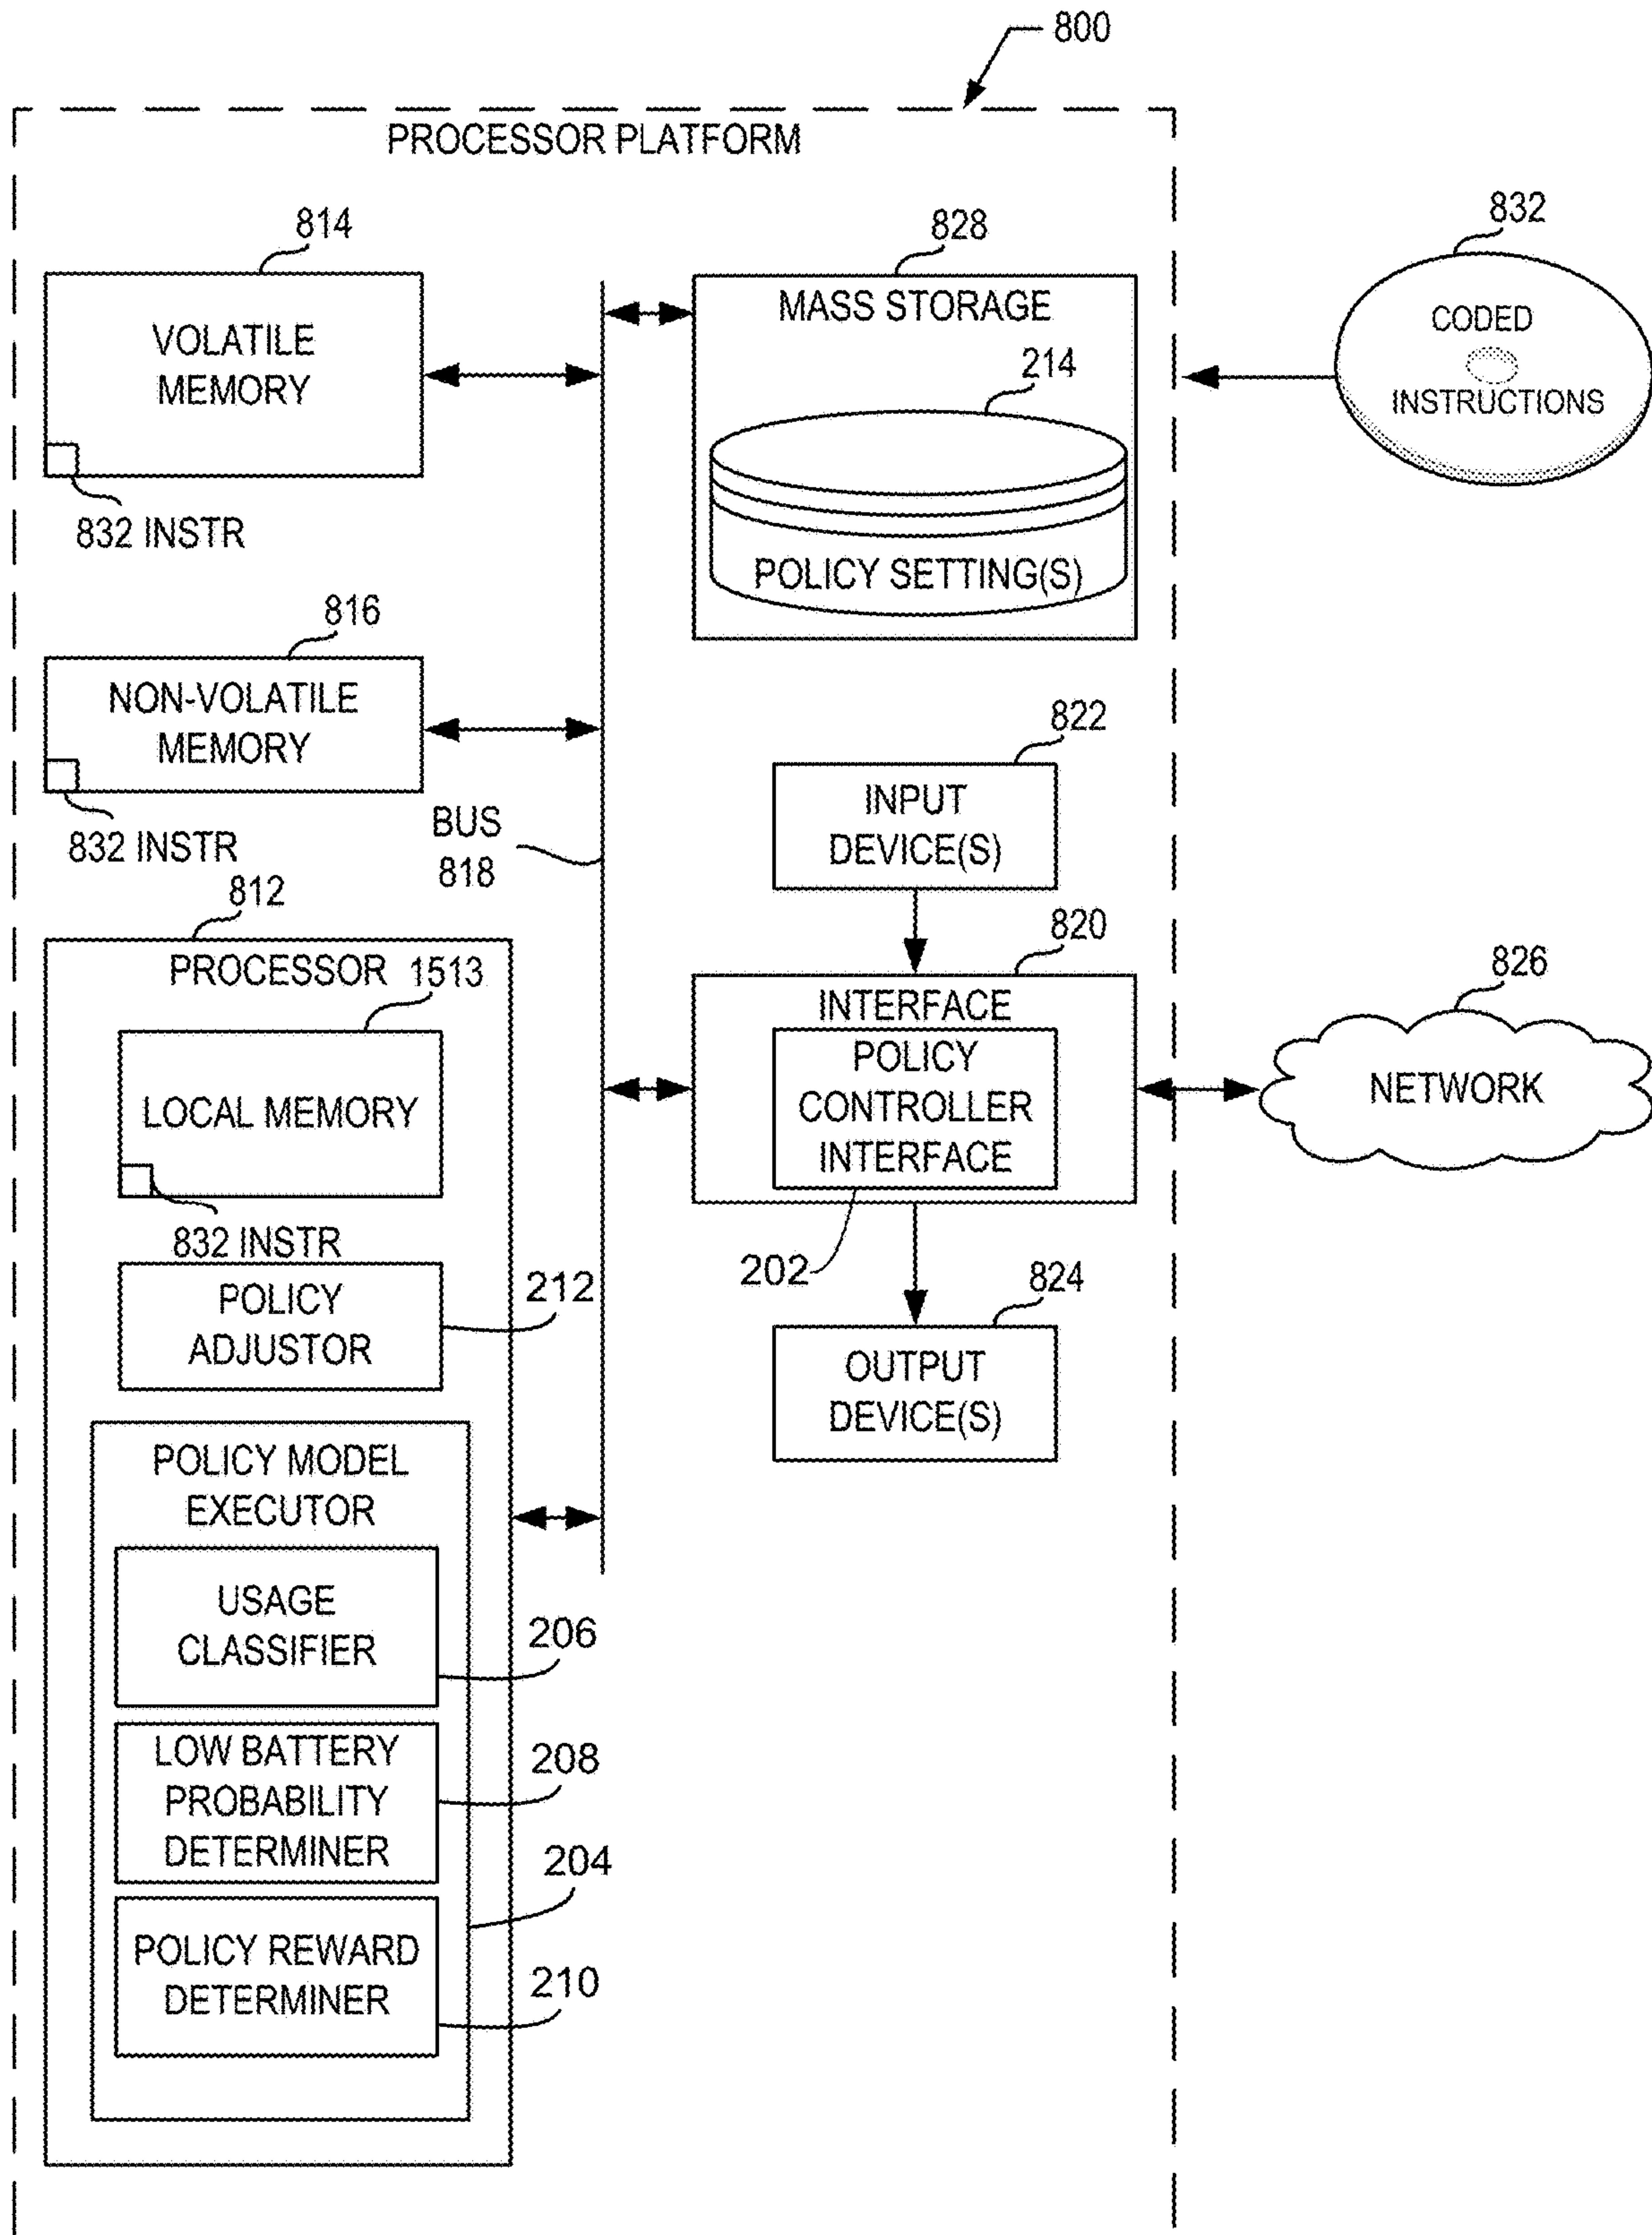 800
PROCESSOR PLATFORM
814
VOLATILE
MEMORY
832 INSTR
828
MASS STORAGE
214
POLICY SETTING(S)
832
CODED
INSTRUCTIONS
816
NON-VOLATILE
MEMORY
832 INSTR
BUS
818
822
INPUT
DEVICE(S)
812
PROCESSOR
1513
LOCAL MEMORY
832 INSTR
820
INTERFACE
POLICY
CONTROLLER
INTERFACE
202
826
NETWORK
POLICY
ADJUSTOR
212
824
OUTPUT
DEVICE(S)
POLICY MODEL
EXECUTOR
USAGE
CLASSIFIER
206
LOW BATTERY
PROBABILITY
DETERMINER
208
204
POLICY REWARD
DETERMINER
210